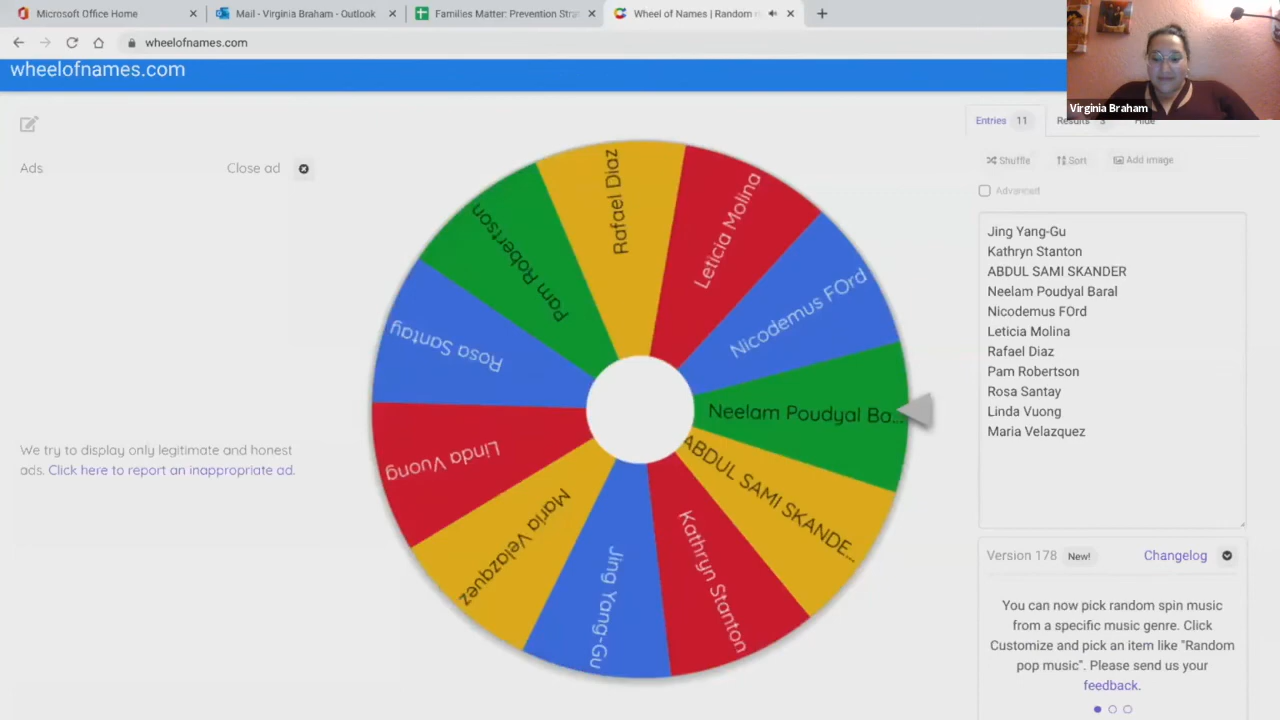 Microsoft Office Home
Mail - Virginia Braham - Outlook
Families Matter: Prevention Stra
Wheel of Names | Random
wheelofnames.com
wheelofnames.com
Virginia Braham
Entries 11
Results 3
Hide
Ads
Close ad
Shuffle
Sort
Add image
Advanced
Jing Yang-Gu
Kathryn Stanton
ABDUL SAMI SKANDER
Neelam Poudyal Baral
Nicodemus FOrd
Leticia Molina
Rafael Diaz
Pam Robertson
Rosa Santay
Linda Vuong
Maria Velazquez
Rafael Diaz
Leticia Molina
Nicodemus FOrd
Neelam Poudyal Ba...
ABDUL SAMI SKANDE...
Kathryn Stanton
Jing Yang-Gu
Maria Velazquez
Linda Vuong
Rosa Santay
Pam Robertson
We try to display only legitimate and honest
ads. Click here to report an inappropriate ad.
Version 178 New! Changelog
You can now pick random spin music
from a specific music genre. Click
Customize and pick an item like "Random
pop music". Please send us your
feedback.